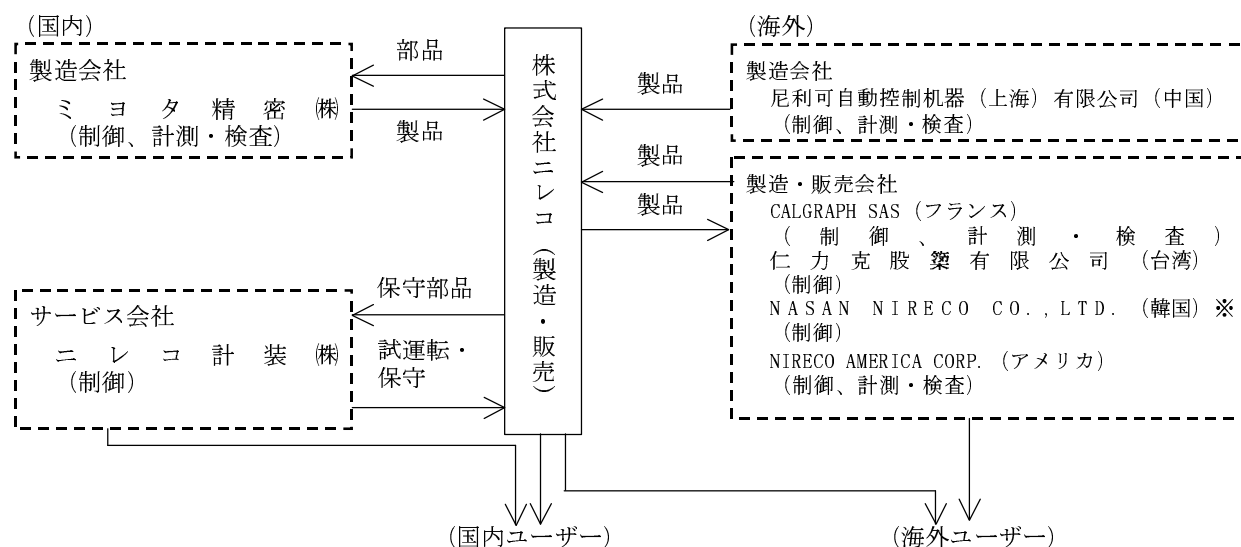 (国内)
製造会社
ミヨタ精密㈱
(制御、計測・検査)
部品
製品
サービス会社
ニレコ計装㈱
(制御)
保守部品
試運転・
保守
株式会社ニレコ(製造・販売)
(海外)
製造会社
尼利可自動控制机器(上海)有限公司(中国)
(制御、計測・検査)
製品
製造・販売会社
CALGRAPH SAS(フランス)
(制御、計測・検査)
仁力克股份有限公司(台湾)
(制御)
NASAN NIRECO CO.,LTD.(韓国)※
(制御)
NIRECO AMERICA CORP.(アメリカ)
(制御、計測・検査)
製品
製品
(国内ユーザー)
(海外ユーザー)